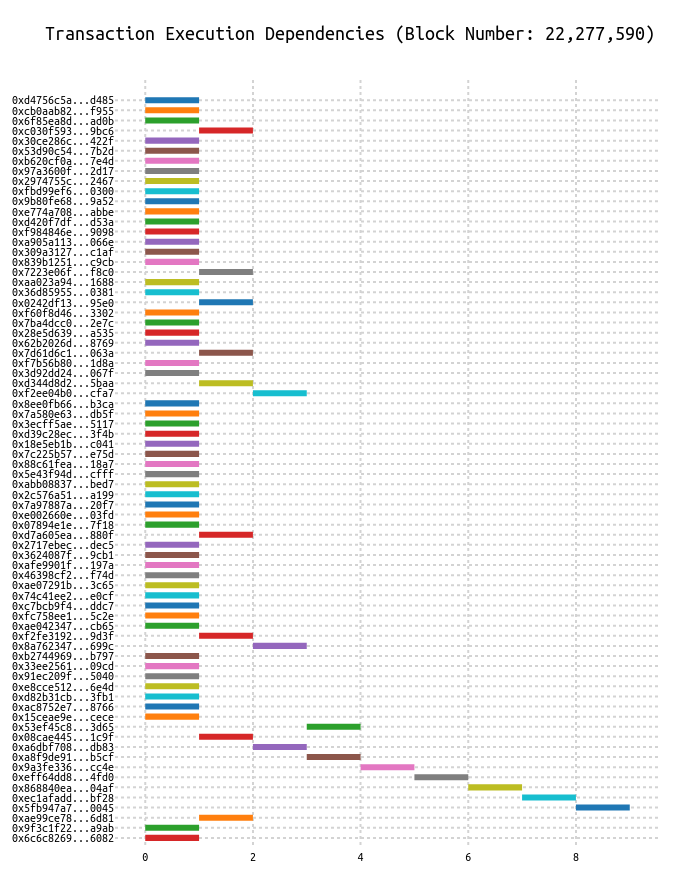 Transaction Execution Dependencies (Block Number: 22,277,590)
0xd4756c5a...d485
0xcb0aab82...f955
0x6f85ea8d...ad0b
0xc030f593...9bc6
0x30ce286c...422f
0x53d90c54...7b2d
0xb620cf0a...7e4d
0x97a3600f...2d17
0x2974755c...2467
0xfbd99ef6...0300
0x9b80fe68...9a52
0xe774a708...abbe
0xd420f7df...d53a
0xf984846e...9098
0xa905a113...066e
0x309a3127...c1af
0x839b1251...c9cb
0x7223e06f...f8c0
0xaa023a94...1688
0x36d85955...0381
0x0242df13...95e0
0xf60f8d46...3302
0x7ba4dcc0...2e7c
0x28e5d639...a535
0x62b2026d...8769
0x7d61d6c1...063a
0xf7b56b80...1d8a
0x3d92dd24...067f
0xd344d8d2...5baa
0xf2ee04b0...cfa7
0x8ee0fb66...b3ca
0x7a580e63...db5f
0x3ecff5ae...5117
0xd39c28ec...3f4b
0x18e5eb1b...c041
0x7c225b57...e75d
0x88c61fea...18a7
0x5e43f94d...cfff
0xabb08837...bed7
0x2c576a51...a199
0x7a97887a...20f7
0xe002660e...03fd
0x07894e1e...7f18
0xd7a605ea...880f
0x2717ebec...dec5
0x3624087f...9cb1
0xafe9901f...197a
0x46398cf2...f74d
0xae07291b...3c65
0x74c41ee2...e0cf
0xc7bcb9f4...ddc7
0xfc758ee1...5c2e
0xae042347...cb65
0xf2fe3192...9d3f
0x8a762347...699c
0xb2744969...b797
0x33ee2561...09cd
0x91ec209f...5040
0xe8cce512...6e4d
0xd82b31cb...3fb1
0xac8752e7...8766
0x15ceae9e...cece
0x53ef45c8...3d65
0x08cae445...1c9f
0xa6dbf708...db83
0xa8f9de91...b5cf
0x9a3fe336...cc4e
0xeff64dd8...4fd0
0x868840ea...04af
0xec1afadd...bf28
0x5fb947a7...0045
0xae99ce78...6d81
0x9f3c1f22...a9ab
0x6c6c8269...6082
0 2 4 6 8